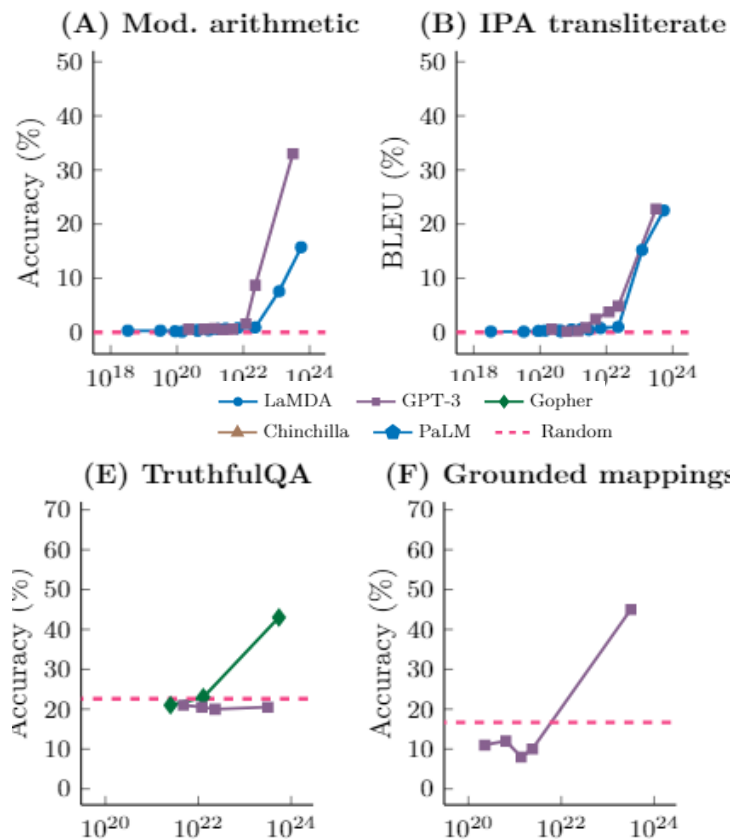 (A) Mod. arithmetic
(B) IPA transliterate
50
40
30
20
10
0
Accuracy (%)
10^18 10^20 10^22 10^24
50
40
30
20
10
0
BLEU (%)
10^18 10^20 10^22 10^24
LaMDA GPT-3 Gopher
Chinchilla PaLM Random
(E) TruthfulQA
(F) Grounded mappings
70
60
50
40
30
20
10
0
Accuracy (%)
10^20 10^22 10^24
70
60
50
40
30
20
10
0
Accuracy (%)
10^20 10^22 10^24